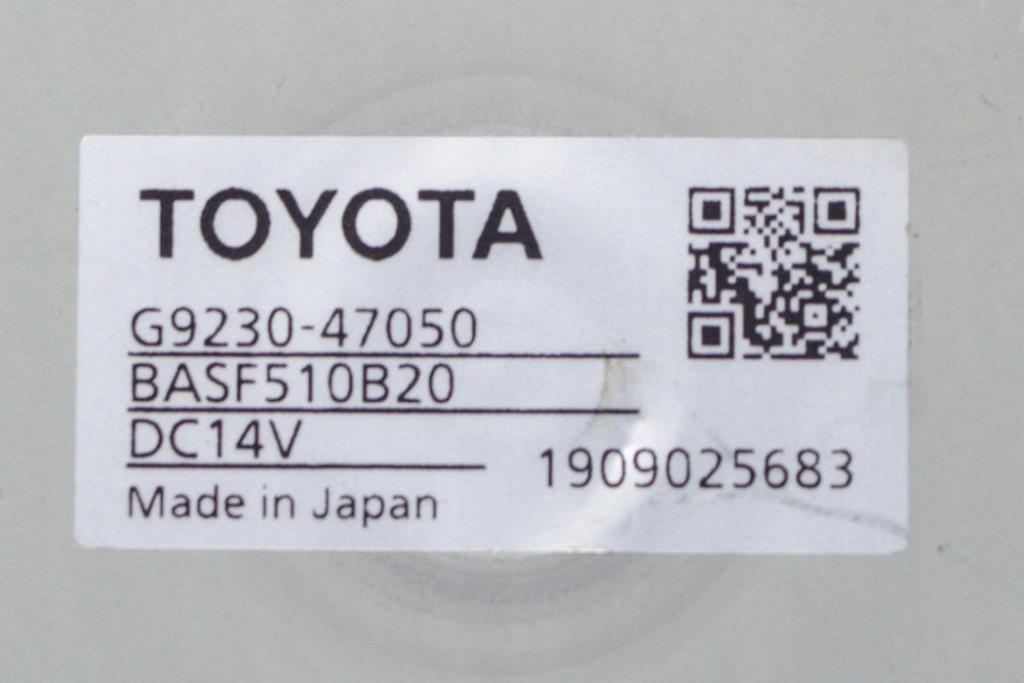 TOYOTA
G9230-47050
BASF510B20
DC14V
1909025683
Made in Japan